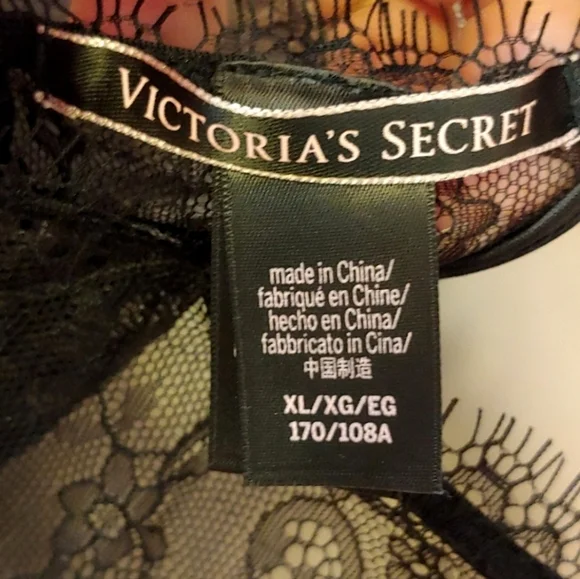 VICTORIA'S SECRET
made in China/
fabriqué en Chine/
hecho en China/
fabbricato in Cina/
中国制造
XL/XG/EG
170/108A